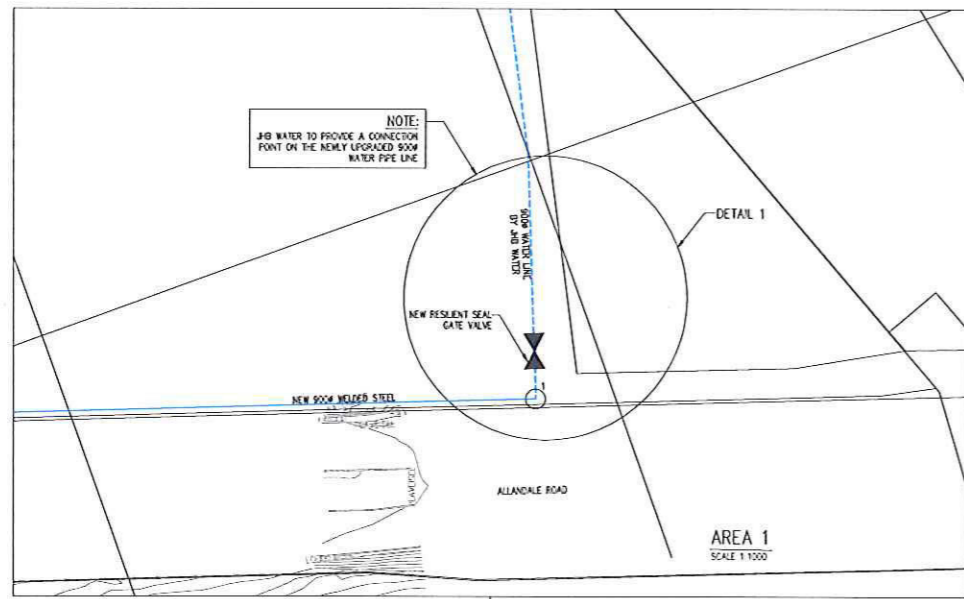 NOTE:
JHB WATER TO PROVIDE A CONNECTION
POINT ON THE NEWLY UPGRADED 900ø
WATER PIPE LINE
DETAIL 1
900ø WATER LINE
BY JHB WATER
NEW RESILIENT SEAL
GATE VALVE
1
NEW 900ø WELDED STEEL
ALLANDALE ROAD
AREA 1
SCALE 1:1000